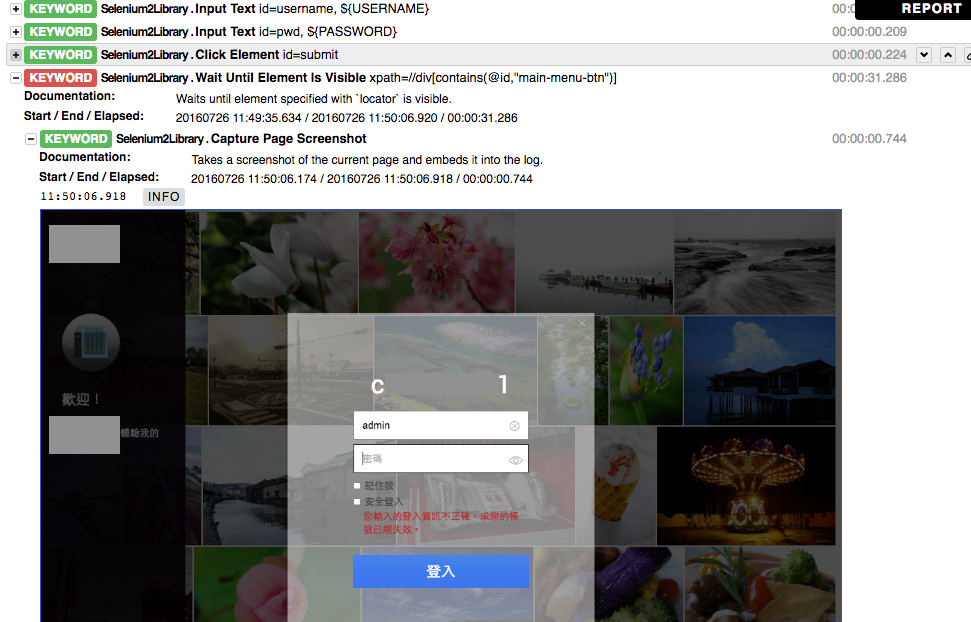 + KEYWORD Selenium2Library.Input Text id=username, ${USERNAME} 00:0
REPORT
+ KEYWORD Selenium2Library.Input Text id=pwd, ${PASSWORD} 00:00:00.209
+ KEYWORD Selenium2Library.Click Element id=submit 00:00:00.224
− KEYWORD Selenium2Library.Wait Until Element Is Visible xpath=//div[contains(@id,"main-menu-btn")] 00:00:31.286
Documentation: Waits until element specified with `locator` is visible.
Start / End / Elapsed: 20160726 11:49:35.634 / 20160726 11:50:06.920 / 00:00:31.286
− KEYWORD Selenium2Library.Capture Page Screenshot 00:00:00.744
Documentation: Takes a screenshot of the current page and embeds it into the log.
Start / End / Elapsed: 20160726 11:50:06.174 / 20160726 11:50:06.918 / 00:00:00.744
11:50:06.918 INFO
歡迎！
體驗我的
c 1
admin
密碼
記住我
安全登入
您輸入的登入資訊不正確，或您的帳
號已經失效。
登入